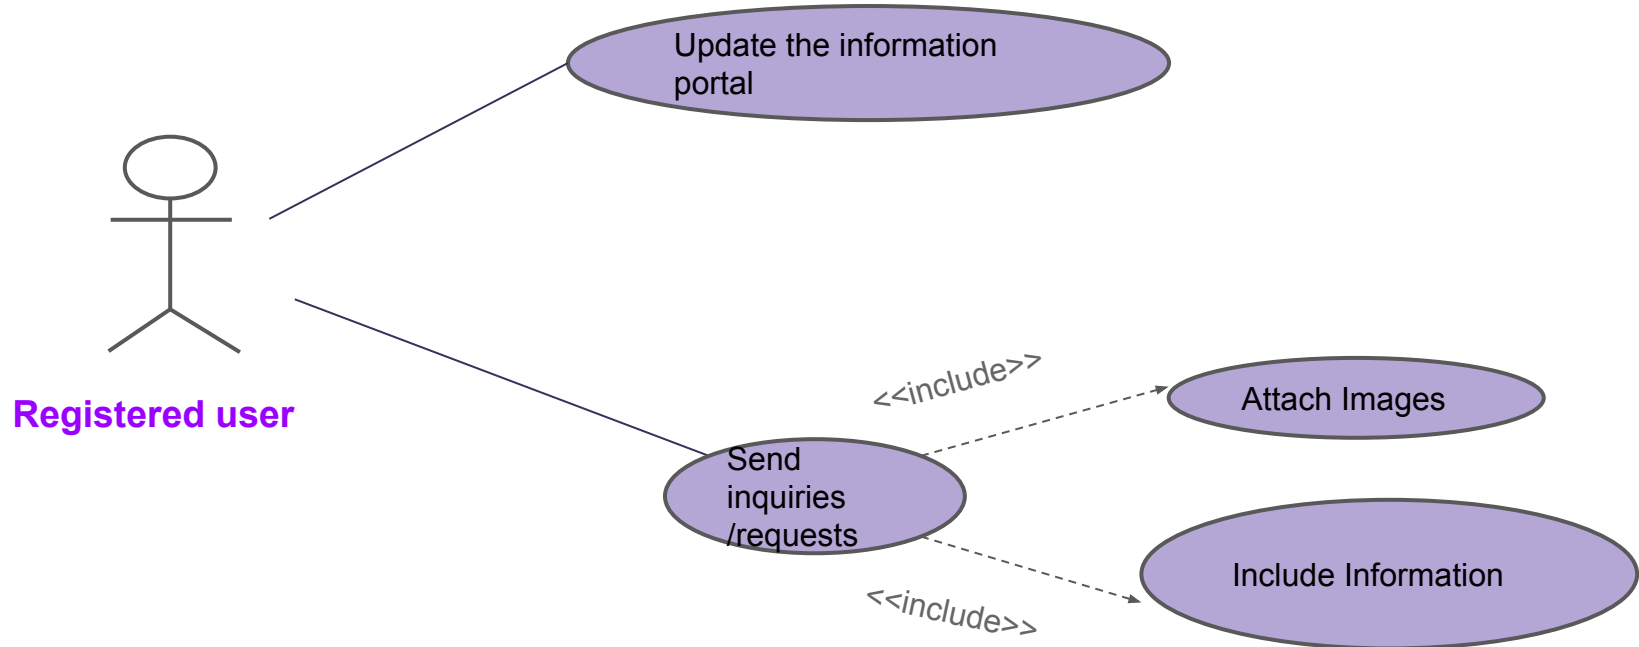 Update the information
portal
<<include>>
Attach Images
Registered user
Send
inquiries
/requests
Include Information
<<include>>